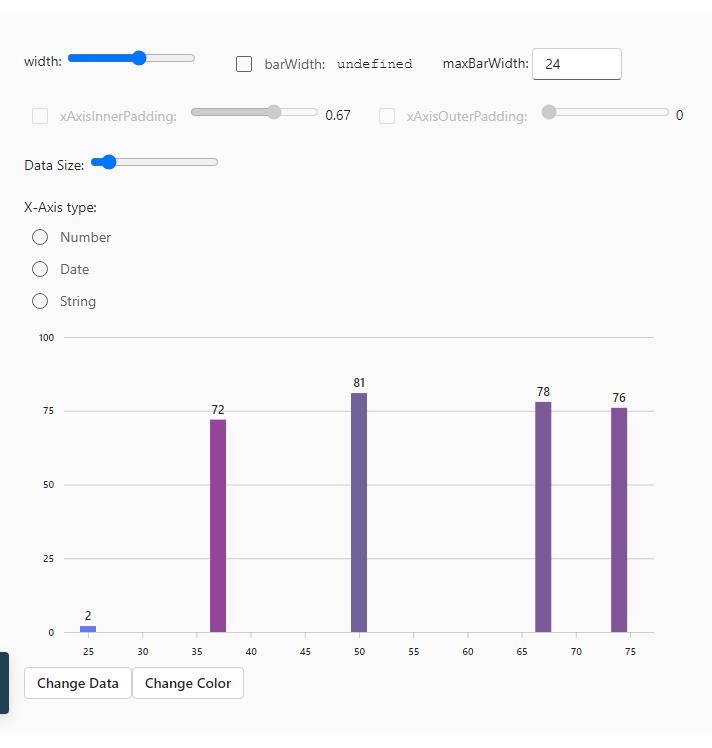 width: barWidth: undefined maxBarWidth: 24
xAxisInnerPadding: 0.67 xAxisOuterPadding: 0
Data Size:
X-Axis type:
Number
Date
String
100
81
78
76
75
72
50
25
2
0
25 30 35 40 45 50 55 60 65 70 75
Change Data Change Color